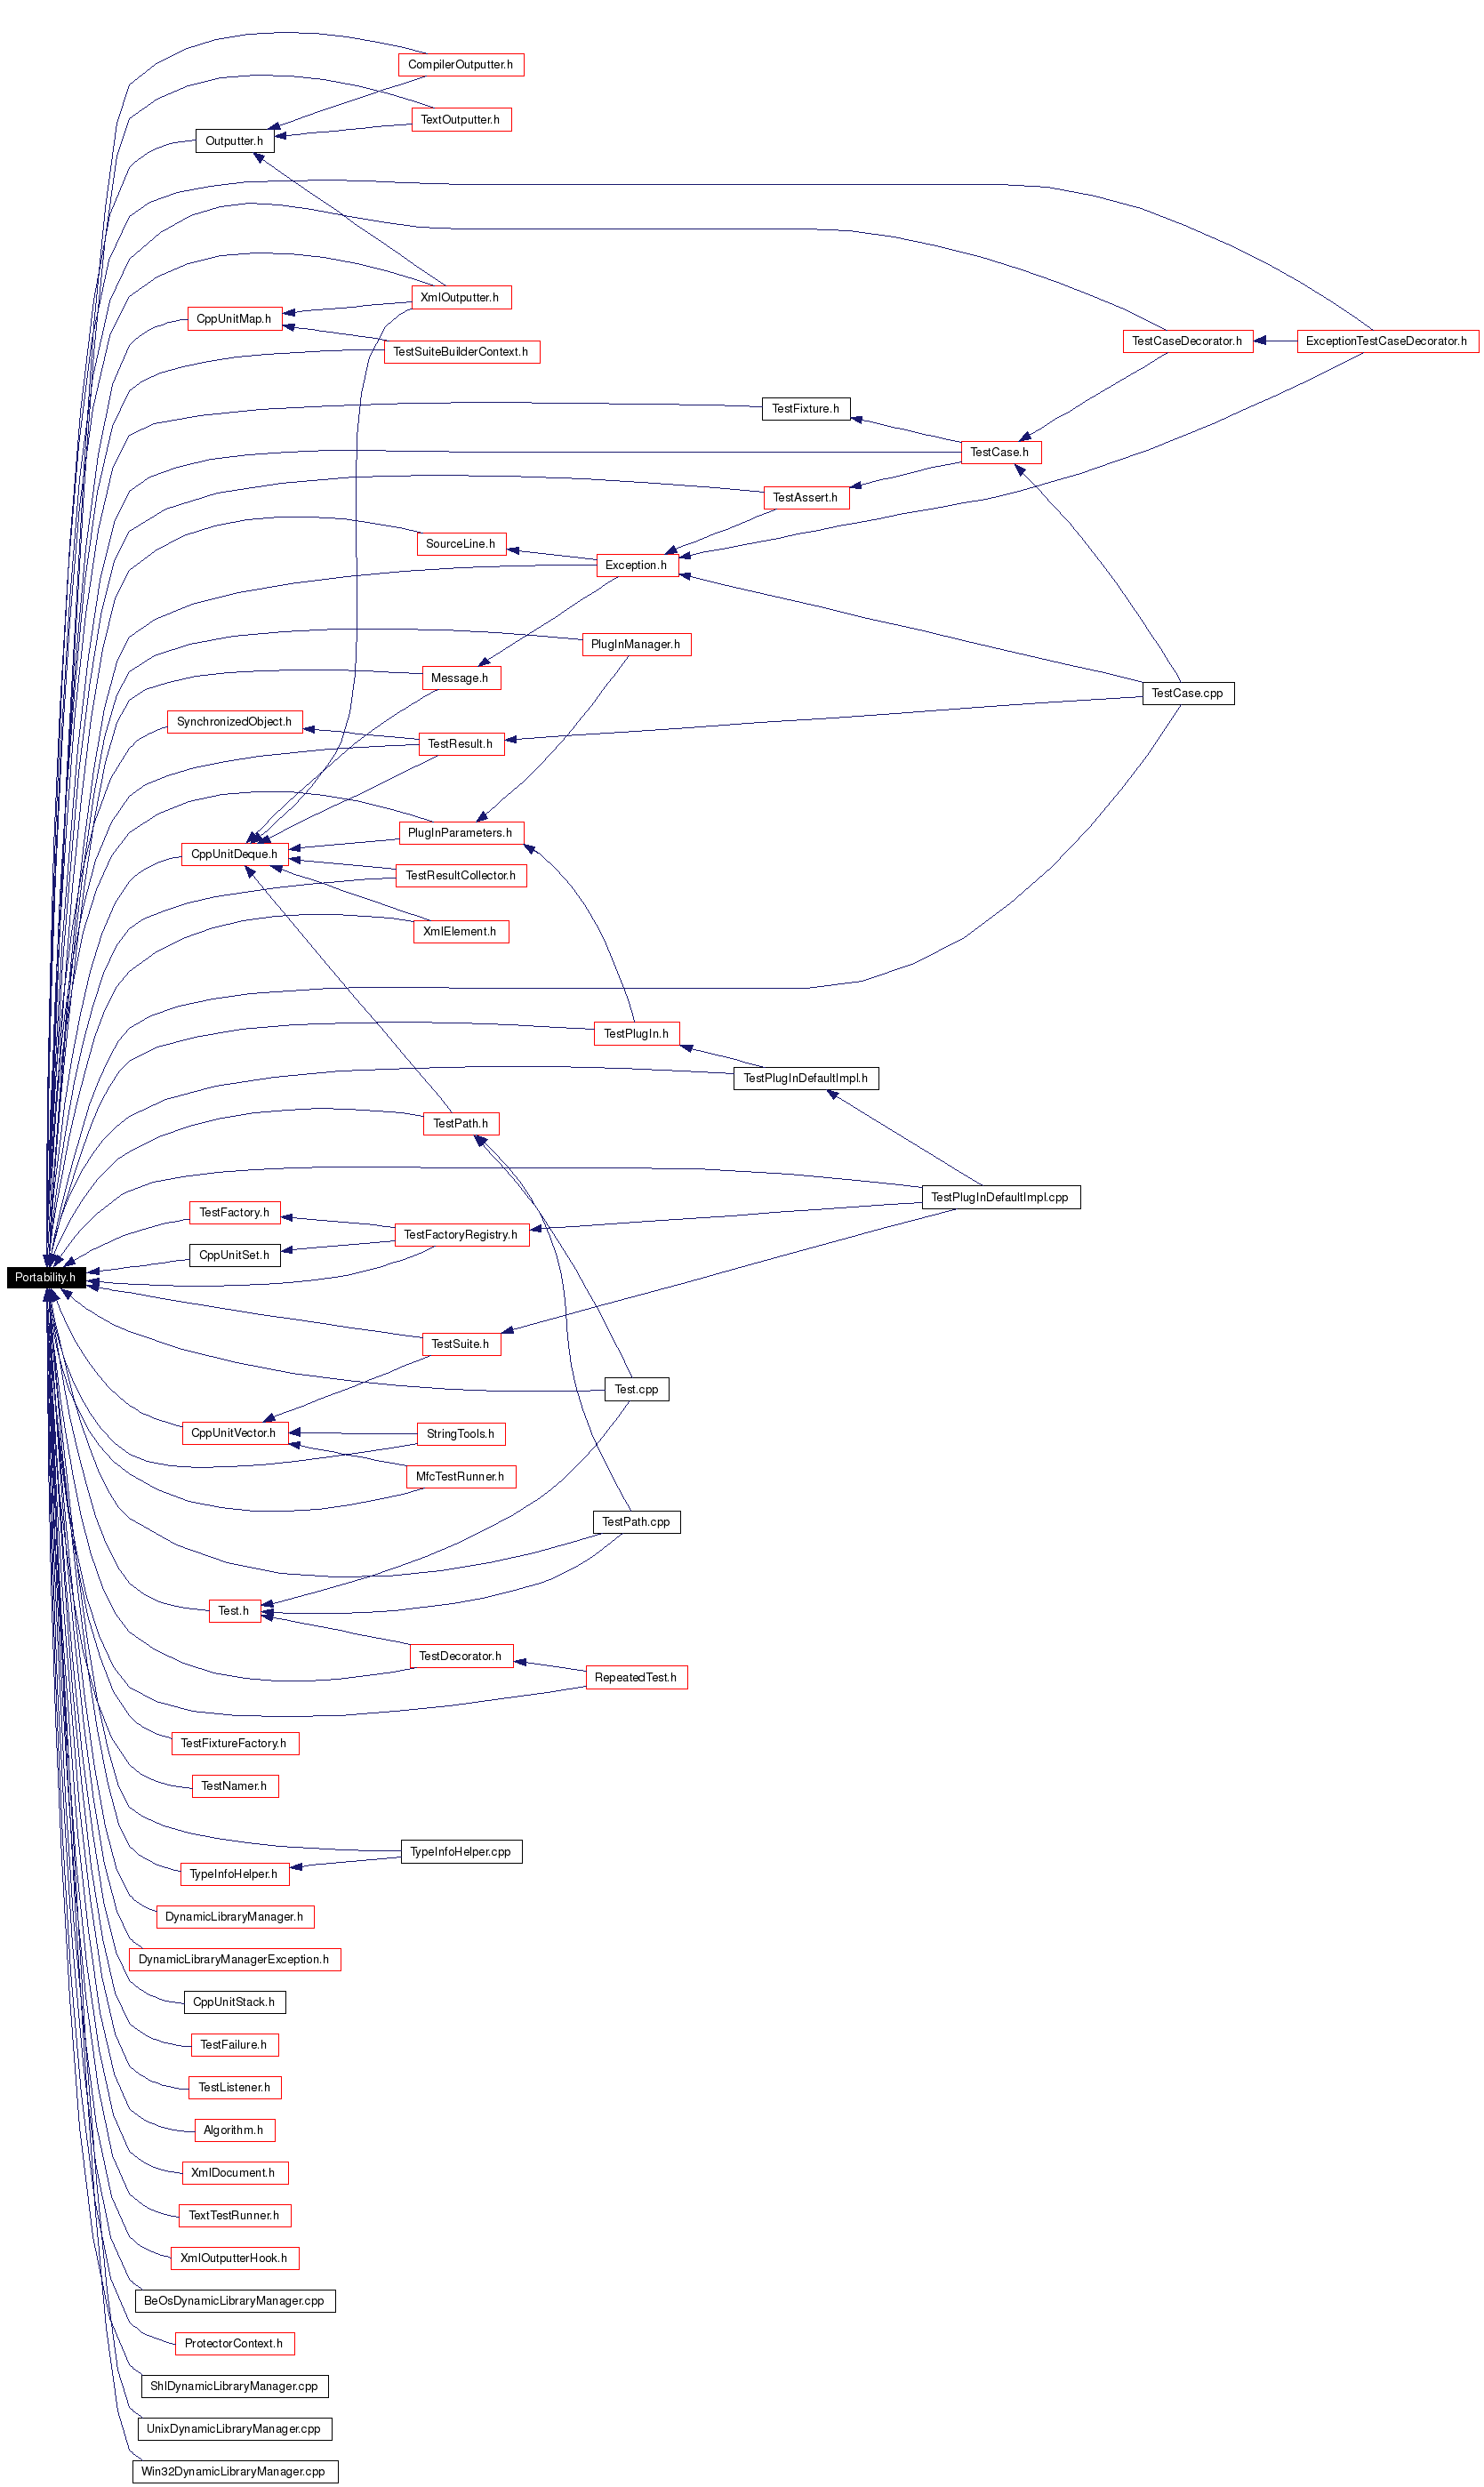 CompilerOutputter.h
TextOutputter.h
Outputter.h
XmlOutputter.h
CppUnitMap.h
TestCaseDecorator.h
ExceptionTestCaseDecorator.h
TestSuiteBuilderContext.h
TestFixture.h
TestCase.h
TestAssert.h
SourceLine.h
Exception.h
PlugInManager.h
Message.h
TestCase.cpp
SynchronizedObject.h
TestResult.h
PlugInParameters.h
CppUnitDeque.h
TestResultCollector.h
XmlElement.h
TestPlugIn.h
TestPlugInDefaultImpl.h
TestPath.h
TestPlugInDefaultImpl.cpp
TestFactory.h
TestFactoryRegistry.h
CppUnitSet.h
Portability.h
TestSuite.h
Test.cpp
CppUnitVector.h
StringTools.h
MfcTestRunner.h
TestPath.cpp
Test.h
TestDecorator.h
RepeatedTest.h
TestFixtureFactory.h
TestNamer.h
TypeInfoHelper.cpp
TypeInfoHelper.h
DynamicLibraryManager.h
DynamicLibraryManagerException.h
CppUnitStack.h
TestFailure.h
TestListener.h
Algorithm.h
XmlDocument.h
TextTestRunner.h
XmlOutputterHook.h
BeOsDynamicLibraryManager.cpp
ProtectorContext.h
ShlDynamicLibraryManager.cpp
UnixDynamicLibraryManager.cpp
Win32DynamicLibraryManager.cpp